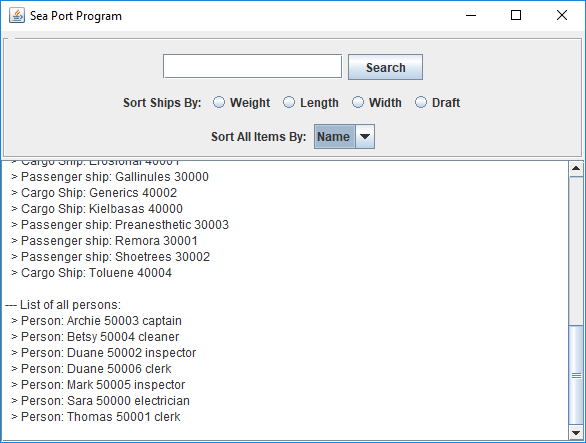 Sea Port Program
Search
Sort Ships By: Weight Length Width Draft
Sort All Items By: Name
> Cargo Ship: Erosional 40001
> Passenger ship: Gallinules 30000
> Cargo Ship: Generics 40002
> Cargo Ship: Kielbasas 40000
> Passenger ship: Preanesthetic 30003
> Passenger ship: Remora 30001
> Passenger ship: Shoetrees 30002
> Cargo Ship: Toluene 40004
--- List of all persons:
> Person: Archie 50003 captain
> Person: Betsy 50004 cleaner
> Person: Duane 50002 inspector
> Person: Duane 50006 clerk
> Person: Mark 50005 inspector
> Person: Sara 50000 electrician
> Person: Thomas 50001 clerk